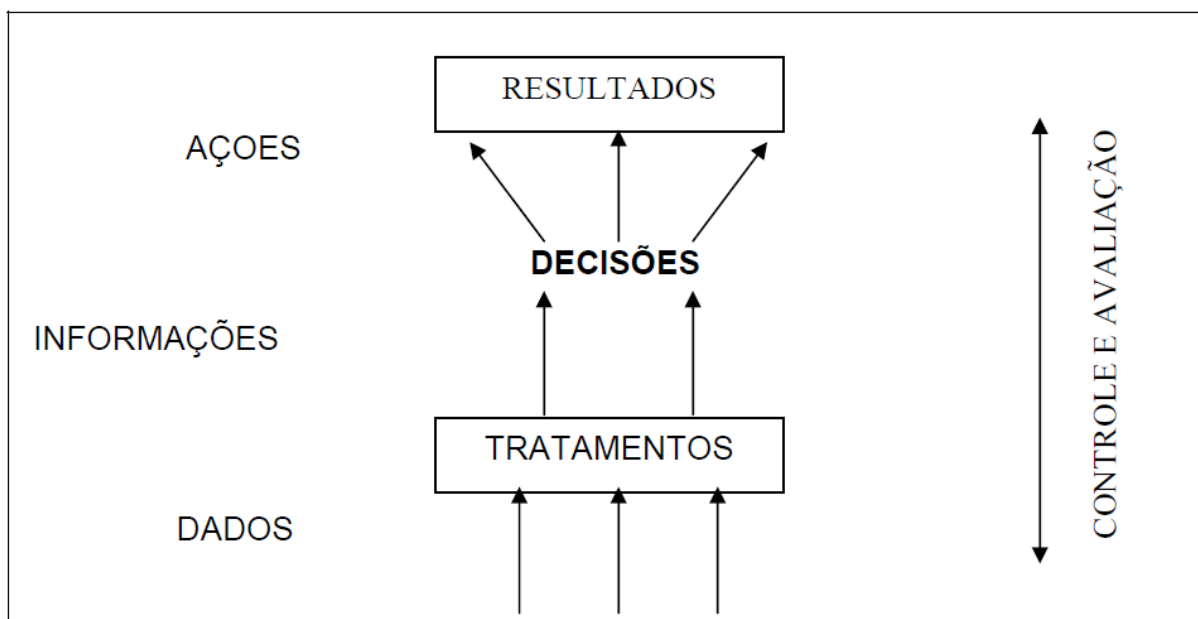 RESULTADOS
AÇOES
DECISÕES
INFORMAÇÕES
TRATAMENTOS
DADOS
CONTROLE E AVALIAÇÃO